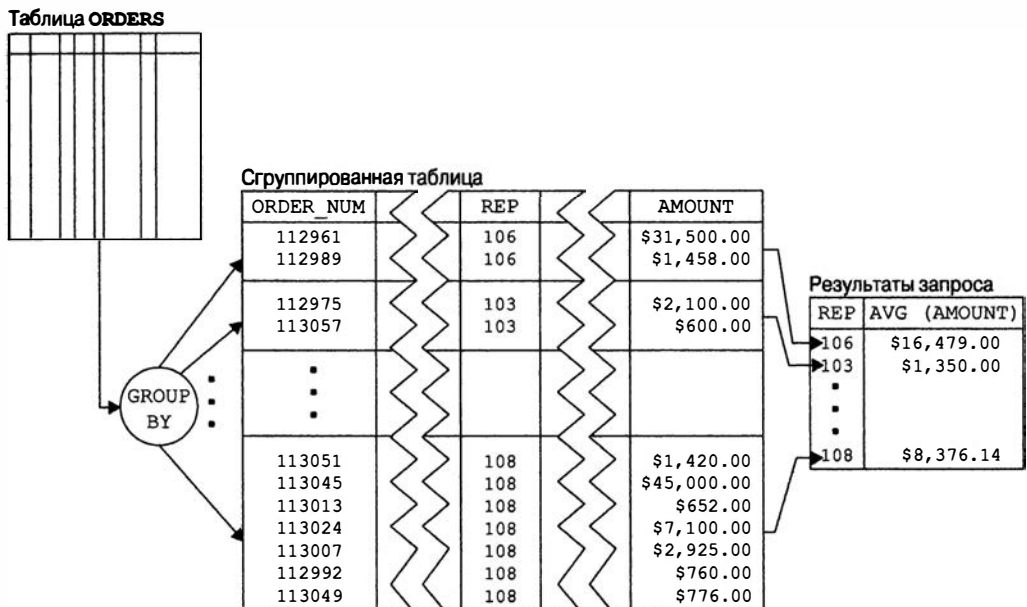 Таблица ORDERS
Сгруппированная таблица
ORDER_NUM REP AMOUNT
112961 106 $31,500.00
112989 106 $1,458.00
112975 103 $2,100.00
113057 103 $600.00
113051 108 $1,420.00
113045 108 $45,000.00
113013 108 $652.00
113024 108 $7,100.00
113007 108 $2,925.00
112992 108 $760.00
113049 108 $776.00
GROUP
BY
Результаты запроса
REP AVG (AMOUNT)
106 $16,479.00
103 $1,350.00
108 $8,376.14